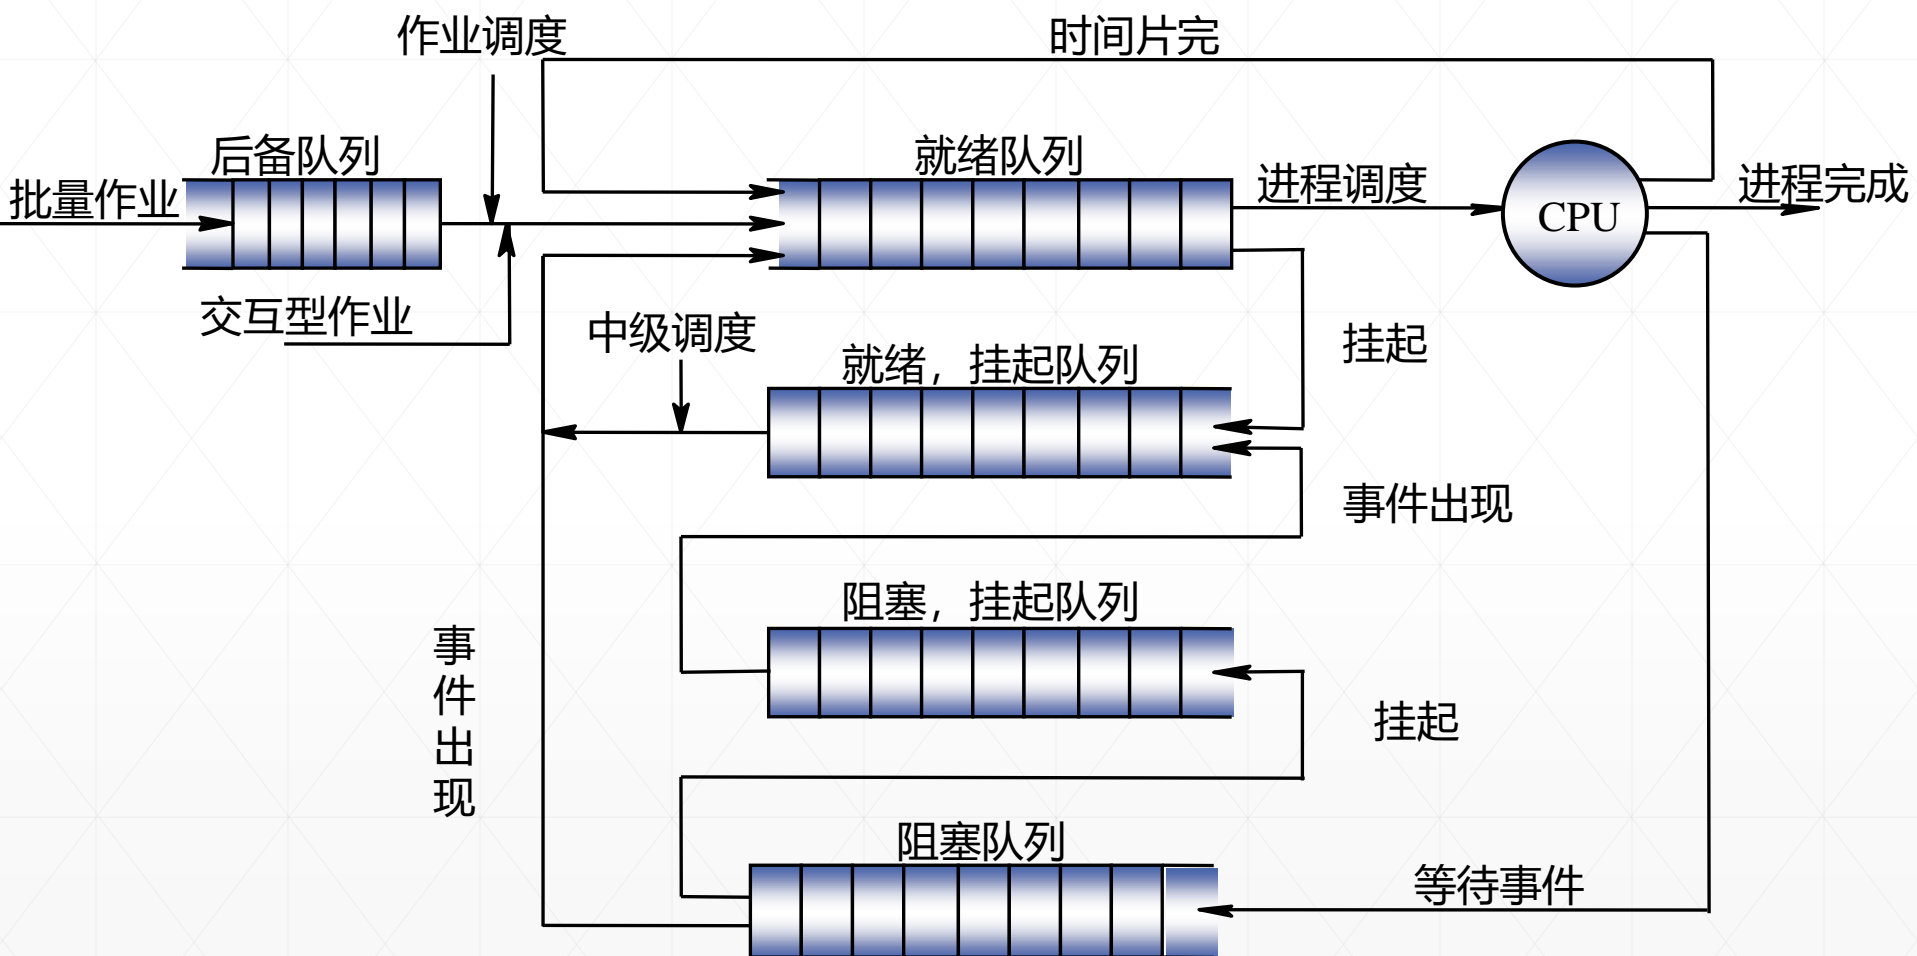 作业调度
时间片完
后备队列
就绪队列
批量作业
进程调度
进程完成
CPU
交互型作业
中级调度
就绪，挂起队列
挂起
事件出现
阻塞，挂起队列
事件出现
挂起
阻塞队列
等待事件